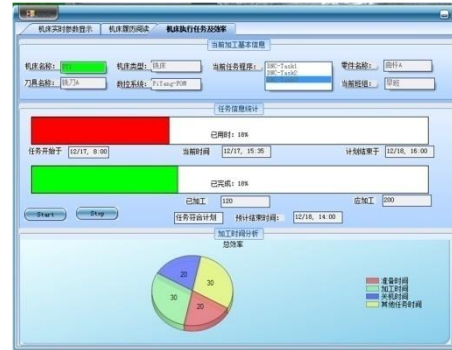 机床实时参数显示 机床履历阅读 机床执行任务及效率
当前加工基本信息
机床名称: 机床类型: 铣床 当前任务程序: DNC-Task1 零件名称: 曲杆A
DNC-Task2
刀具名称: 铣刀A 数控系统: FiTang-POW 当前班组: 早班
任务信息统计
已用时: 18%
任务开始于 12/17, 8:00 当前时间 12/17, 15:35 计划结束于 12/18, 16:00
已完成: 18%
已加工 120 应加工 200
Start Stop 任务符合计划 预计结束时间: 12/18, 14:00
加工时间分析
总效率
20 30
30 20
准备时间
加工时间
关机时间
其他任务时间